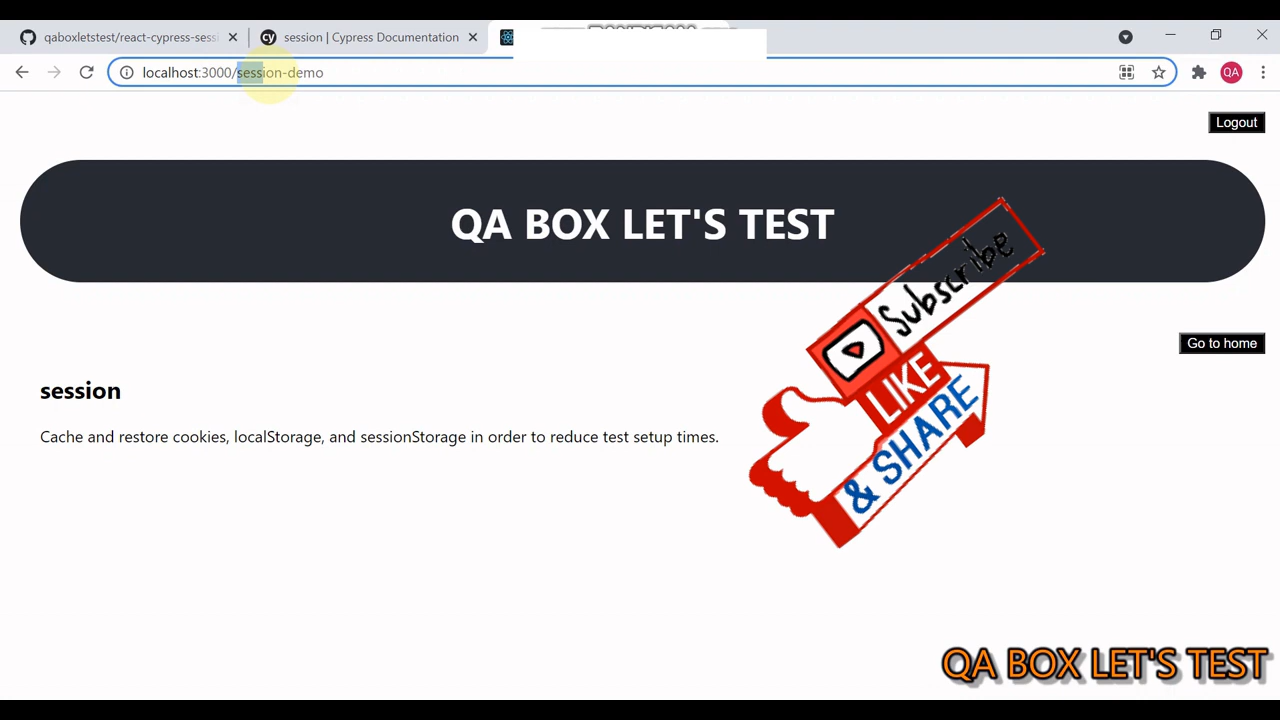 qaboxletstest/react-cypress-sessi
session | Cypress Documentation
localhost:3000/session-demo
QA
Logout
QA BOX LET'S TEST
Subscribe
Go to home
LIKE
& SHARE
session
Cache and restore cookies, localStorage, and sessionStorage in order to reduce test setup times.
QA BOX LET'S TEST